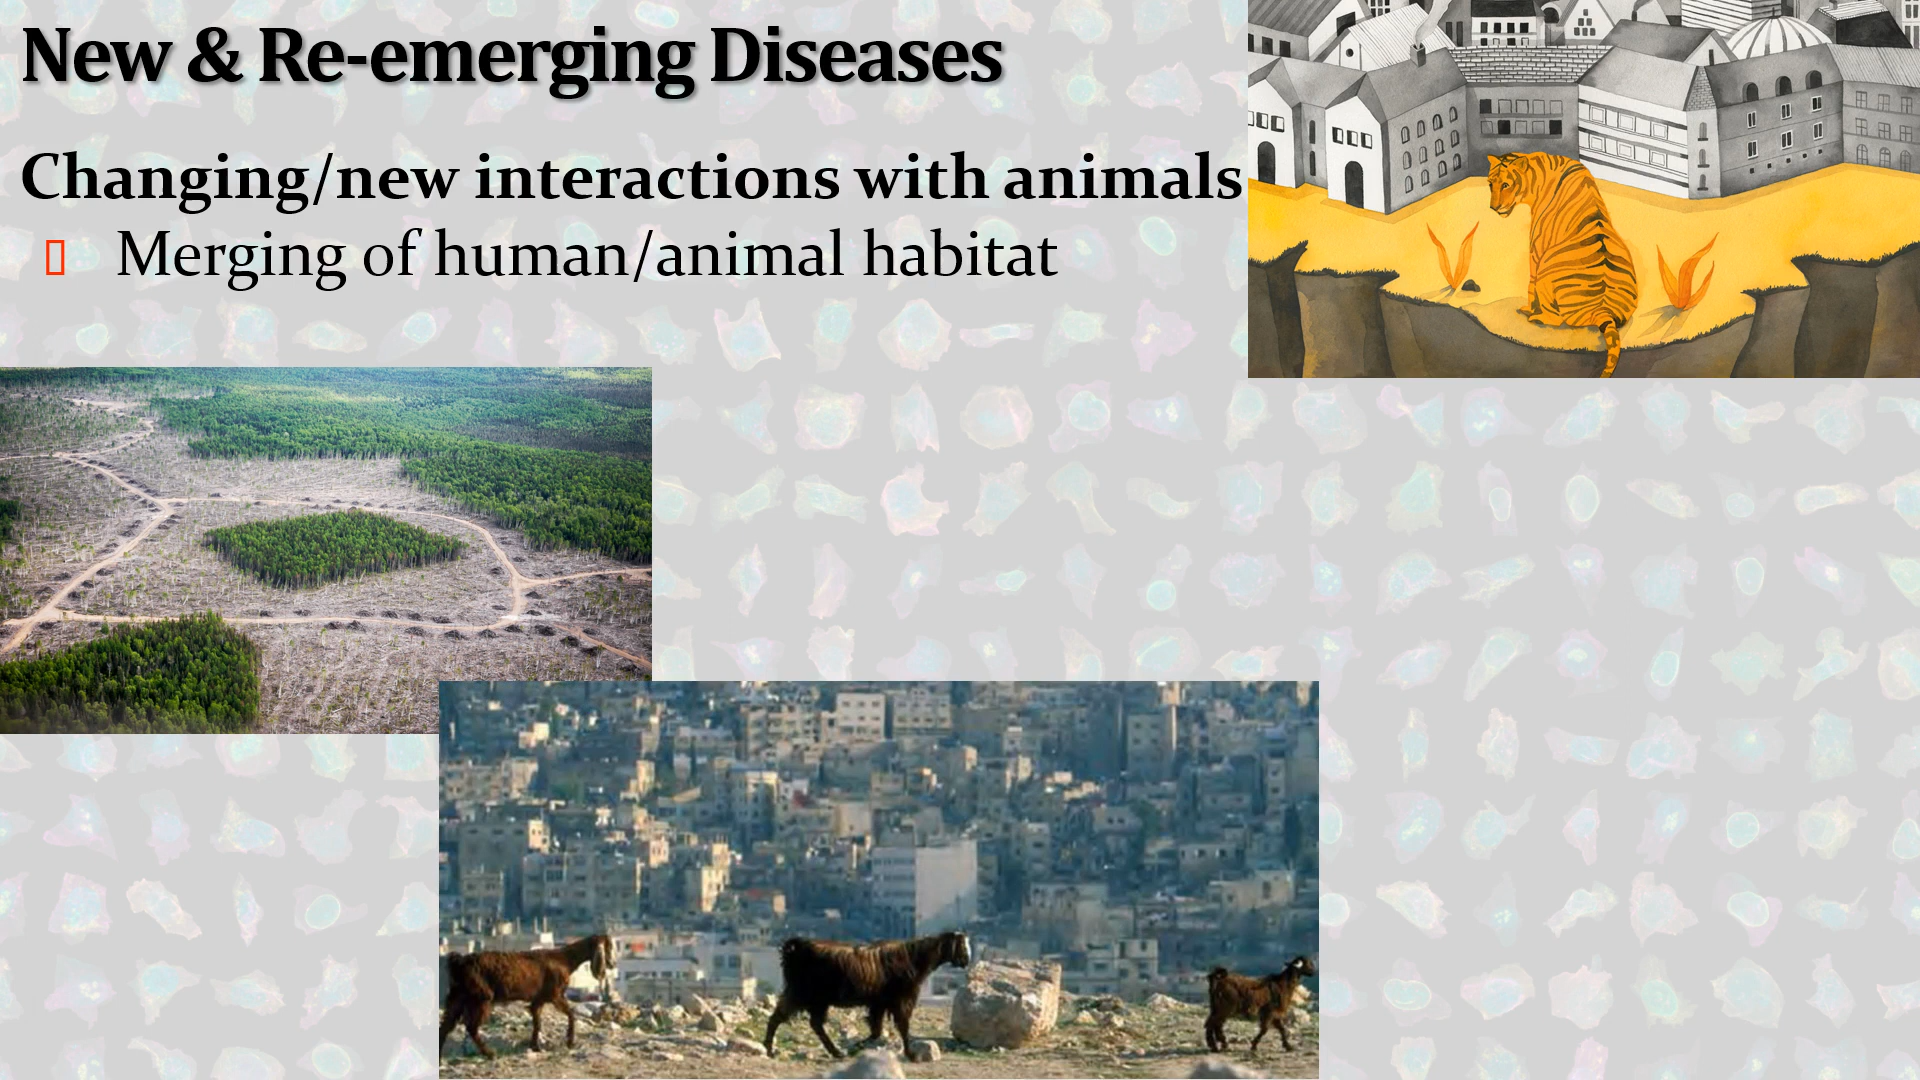 New & Re-emerging Diseases
Changing/new interactions with animals
Merging of human/animal habitat